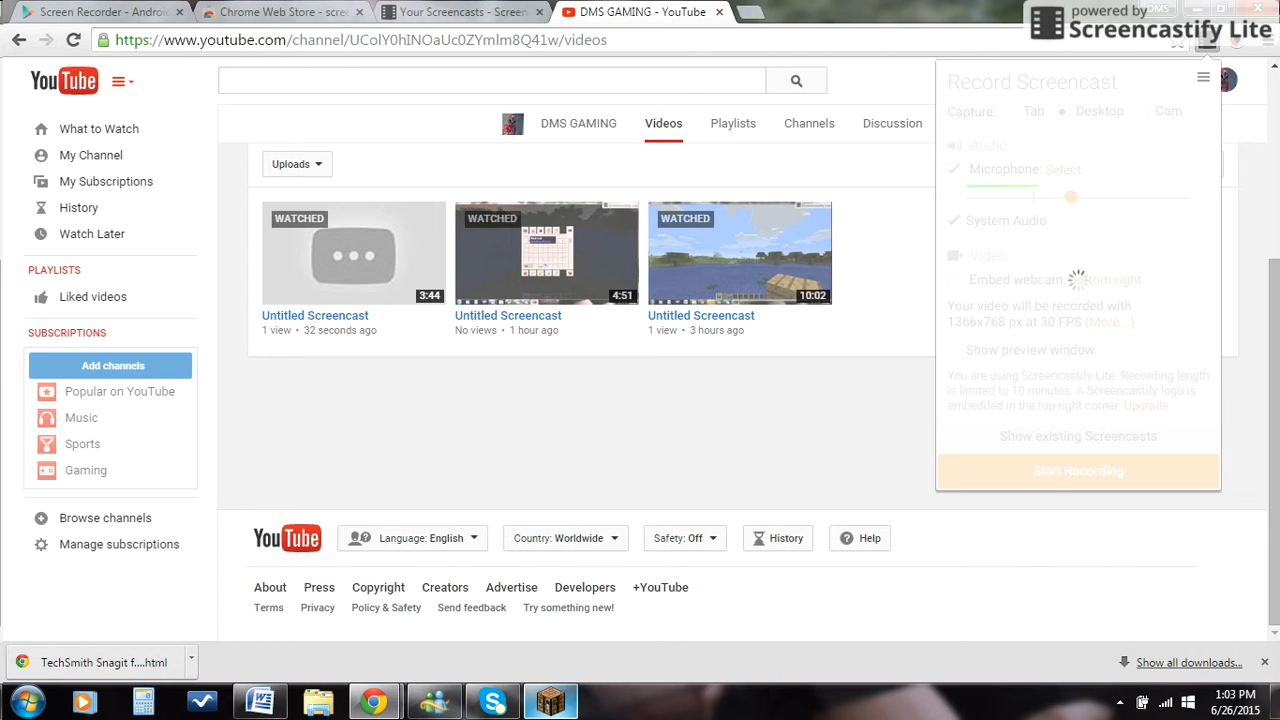 Screen Recorder - Android
Chrome Web Store - scree
Your Screencasts - Screen
DMS GAMING - YouTube
powered by
Screencastify Lite
https://www.youtube.com/
/videos
YouTube
DMS GAMING
Videos
Playlists
Channels
Discussion
What to Watch
My Channel
My Subscriptions
History
Watch Later
PLAYLISTS
Liked videos
SUBSCRIPTIONS
Add channels
Popular on YouTube
Music
Sports
Gaming
Browse channels
Manage subscriptions
Uploads
WATCHED
3:44
Untitled Screencast
1 view • 32 seconds ago
WATCHED
4:51
Untitled Screencast
No views • 1 hour ago
WATCHED
10:02
Untitled Screencast
1 view • 3 hours ago
Record Screencast
Capture: Tab Desktop Cam
Audio
Microphone: Select
System Audio
Video
Embed webcam:
Your video will be recorded with
1366x768 px at 30 FPS (More...)
Show preview window.
You are using Screencastify Lite. Recording length
is limited to 10 minutes. A Screencastify logo is
embedded in the top-right corner. Upgrade
Show existing Screencasts
Start Recording
YouTube
Language: English
Country: Worldwide
Safety: Off
History
Help
About Press Copyright Creators Advertise Developers +YouTube
Terms Privacy Policy & Safety Send feedback Try something new!
TechSmith Snagit f....html
Show all downloads...
1:03 PM
6/26/2015